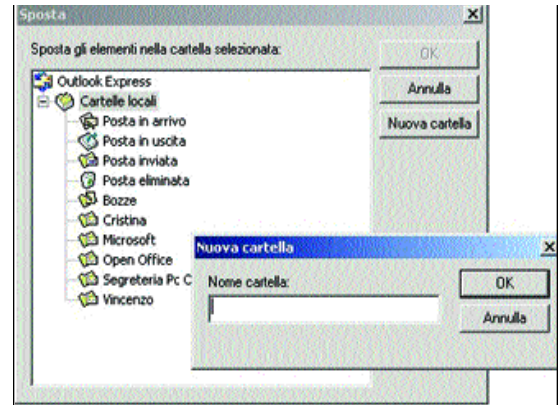 Sposta
Sposta gli elementi nella cartella selezionata:
OK
Annulla
Nuova cartella
Outlook Express
Cartelle locali
Posta in arrivo
Posta in uscita
Posta inviata
Posta eliminata
Bozze
Cristina
Microsoft
Open Office
Segreteria Pc C
Vincenzo
Nuova cartella
Nome cartella:
OK
Annulla